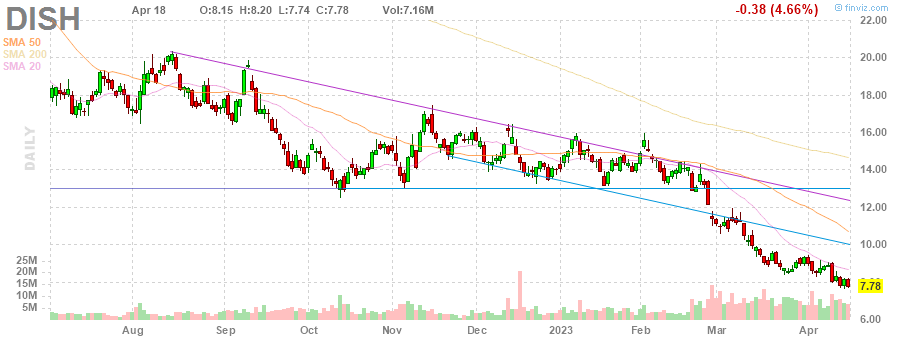 DISH Apr 18 O:8.15 H:8.20 L:7.74 C:7.78 Vol:7.16M -0.38 (4.66%) © finviz.com
SMA 50
SMA 200
SMA 20
DAILY
22.00
20.00
18.00
16.00
14.00
12.00
10.00
7.78
6.00
25M
20M
15M
10M
5M
Aug Sep Oct Nov Dec 2023 Feb Mar Apr